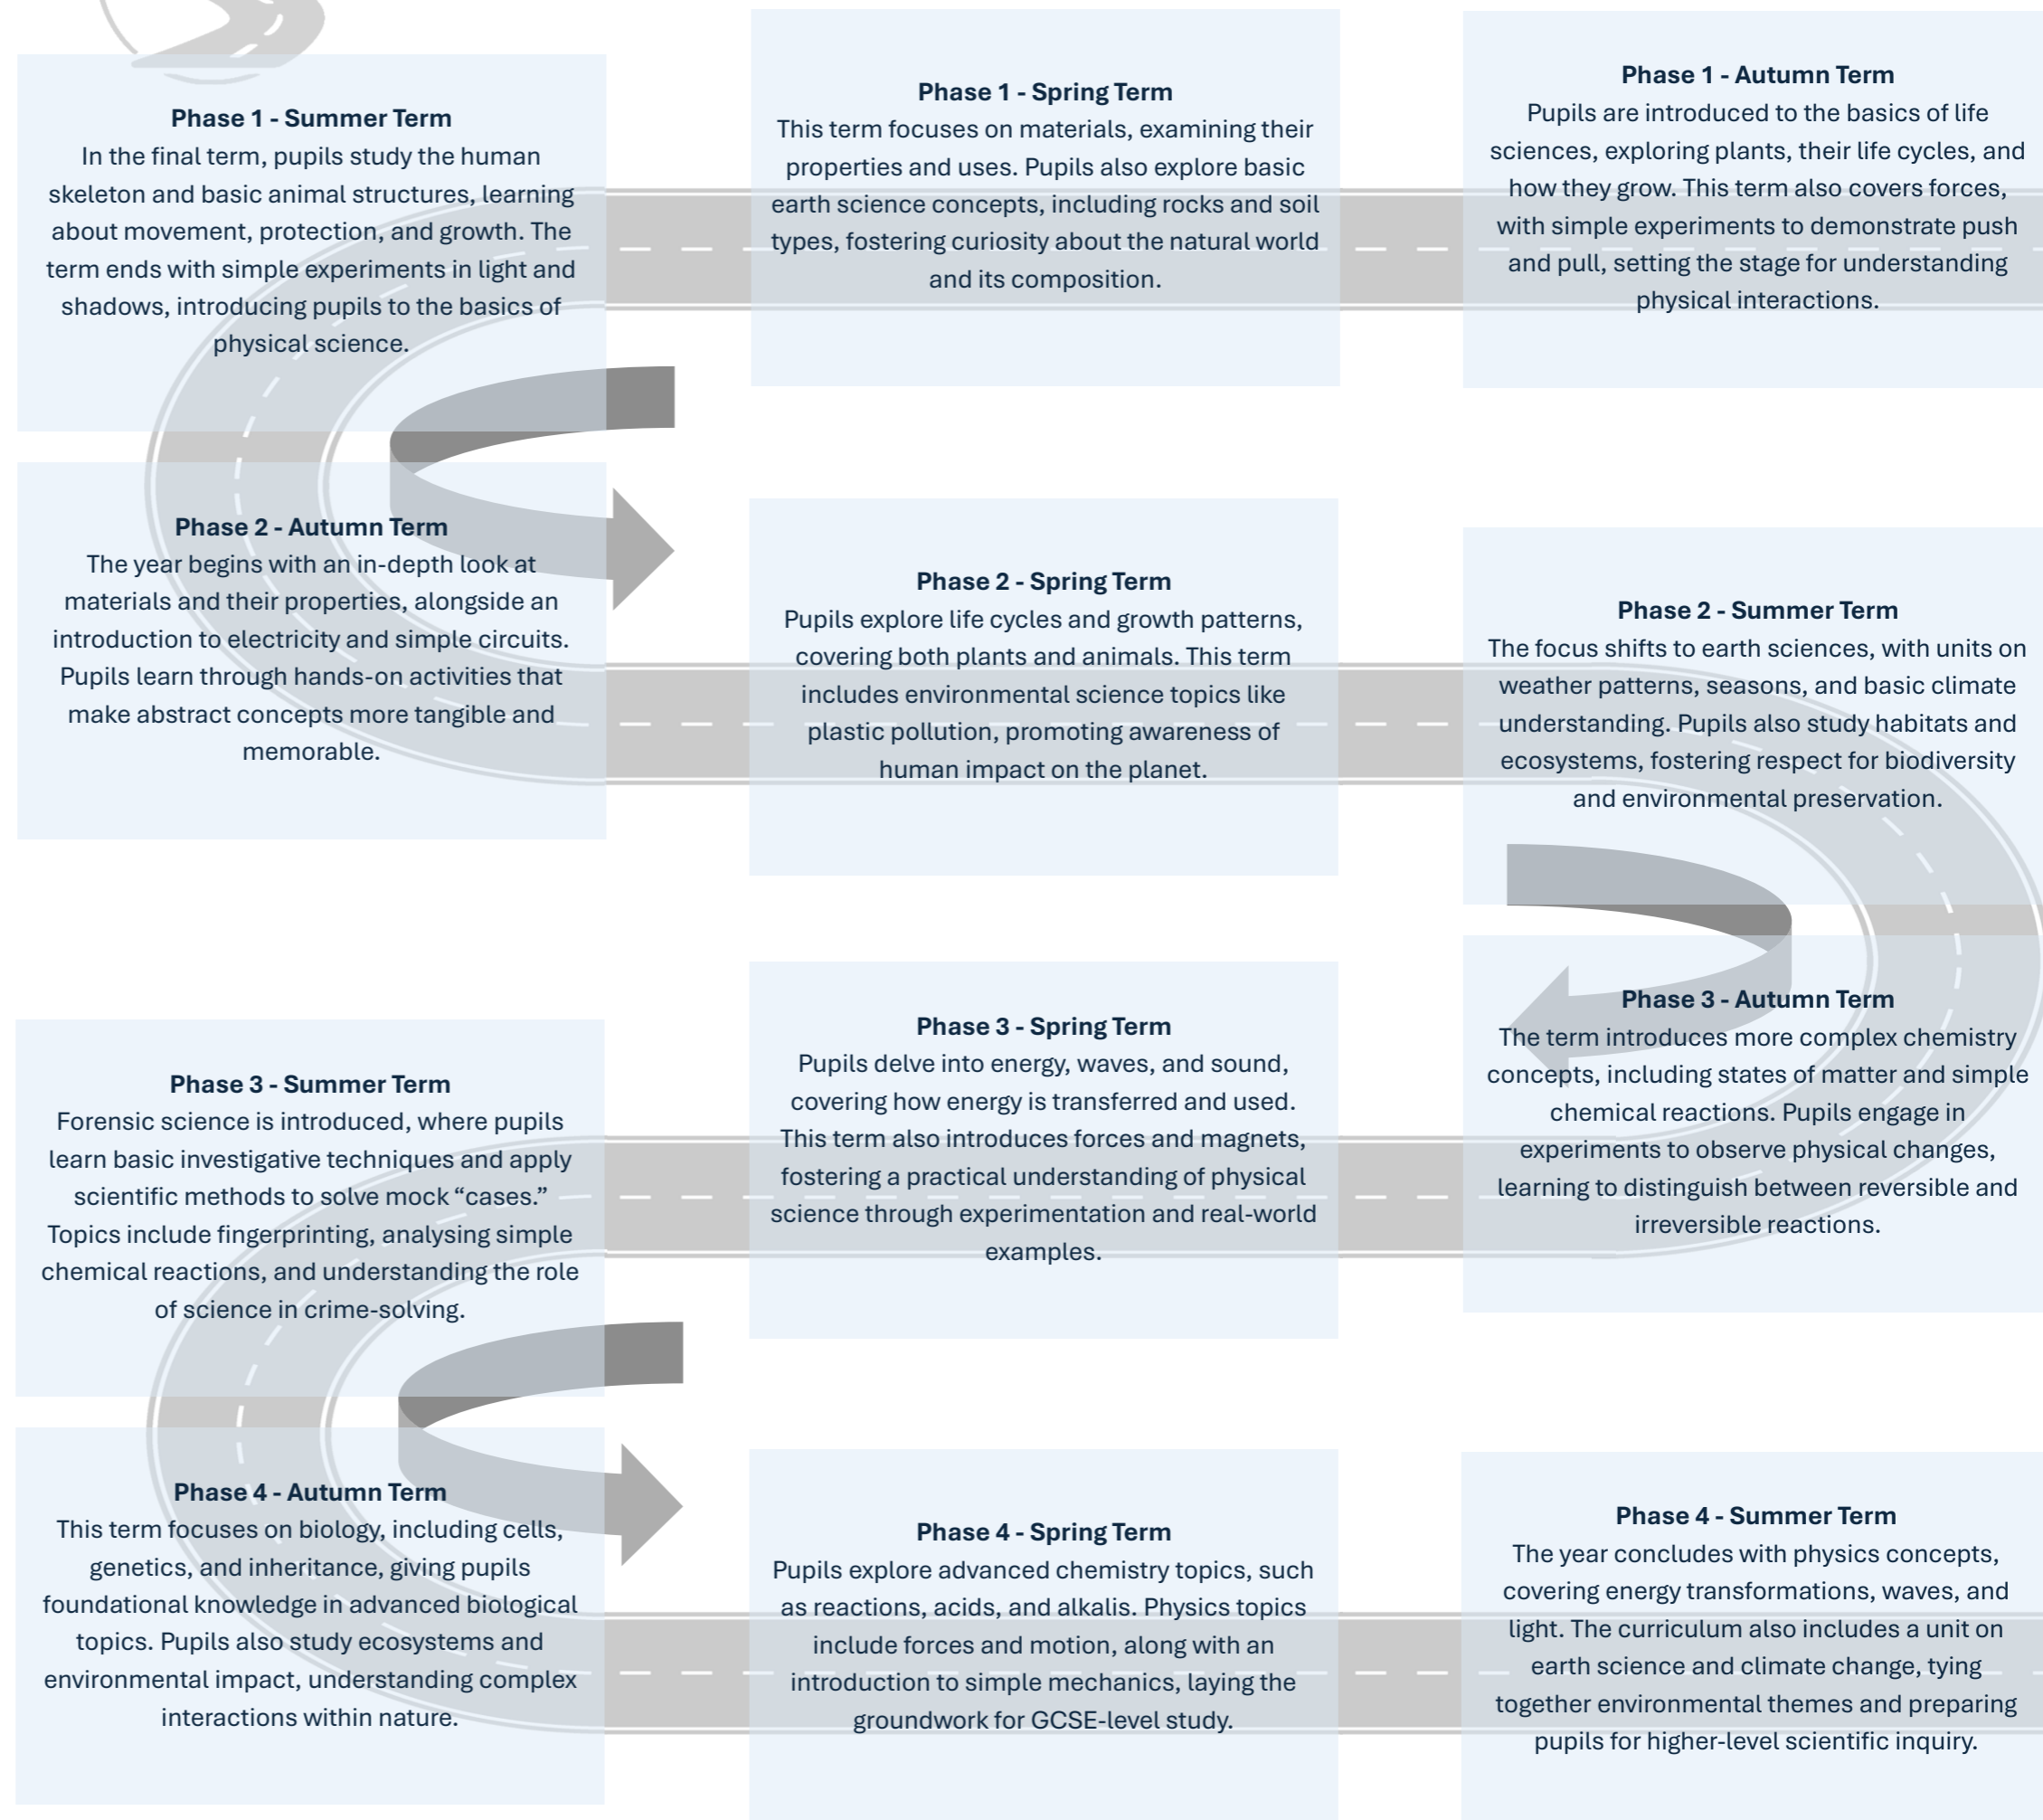 Phase 1 - Autumn Term
Pupils are introduced to the basics of life
sciences, exploring plants, their life cycles, and
how they grow. This term also covers forces,
with simple experiments to demonstrate push
and pull, setting the stage for understanding
physical interactions.
Phase 1 - Spring Term
This term focuses on materials, examining their
properties and uses. Pupils also explore basic
earth science concepts, including rocks and soil
types, fostering curiosity about the natural world
and its composition.
Phase 1 - Summer Term
In the final term, pupils study the human
skeleton and basic animal structures, learning
about movement, protection, and growth. The
term ends with simple experiments in light and
shadows, introducing pupils to the basics of
physical science.
Phase 2 - Autumn Term
The year begins with an in-depth look at
materials and their properties, alongside an
introduction to electricity and simple circuits.
Pupils learn through hands-on activities that
make abstract concepts more tangible and
memorable.
Phase 2 - Spring Term
Pupils explore life cycles and growth patterns,
covering both plants and animals. This term
includes environmental science topics like
plastic pollution, promoting awareness of
human impact on the planet.
Phase 2 - Summer Term
The focus shifts to earth sciences, with units on
weather patterns, seasons, and basic climate
understanding. Pupils also study habitats and
ecosystems, fostering respect for biodiversity
and environmental preservation.
Phase 3 - Autumn Term
The term introduces more complex chemistry
concepts, including states of matter and simple
chemical reactions. Pupils engage in
experiments to observe physical changes,
learning to distinguish between reversible and
irreversible reactions.
Phase 3 - Spring Term
Pupils delve into energy, waves, and sound,
covering how energy is transferred and used.
This term also introduces forces and magnets,
fostering a practical understanding of physical
science through experimentation and real-world
examples.
Phase 3 - Summer Term
Forensic science is introduced, where pupils
learn basic investigative techniques and apply
scientific methods to solve mock “cases.”
Topics include fingerprinting, analysing simple
chemical reactions, and understanding the role
of science in crime-solving.
Phase 4 - Autumn Term
This term focuses on biology, including cells,
genetics, and inheritance, giving pupils
foundational knowledge in advanced biological
topics. Pupils also study ecosystems and
environmental impact, understanding complex
interactions within nature.
Phase 4 - Spring Term
Pupils explore advanced chemistry topics, such
as reactions, acids, and alkalis. Physics topics
include forces and motion, along with an
introduction to simple mechanics, laying the
groundwork for GCSE-level study.
Phase 4 - Summer Term
The year concludes with physics concepts,
covering energy transformations, waves, and
light. The curriculum also includes a unit on
earth science and climate change, tying
together environmental themes and preparing
pupils for higher-level scientific inquiry.